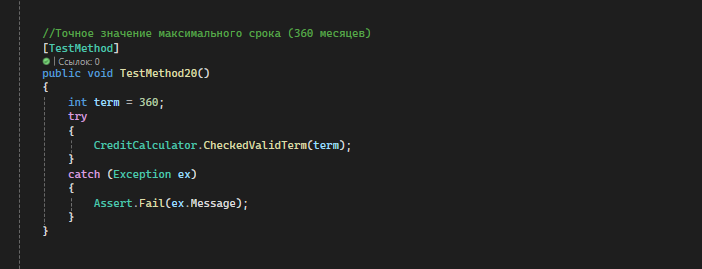 //Точное значение максимального срока (360 месяцев)
[TestMethod]
| Ссылок: 0
public void TestMethod20()
{
int term = 360;
try
{
CreditCalculator.CheckedValidTerm(term);
}
catch (Exception ex)
{
Assert.Fail(ex.Message);
}
}